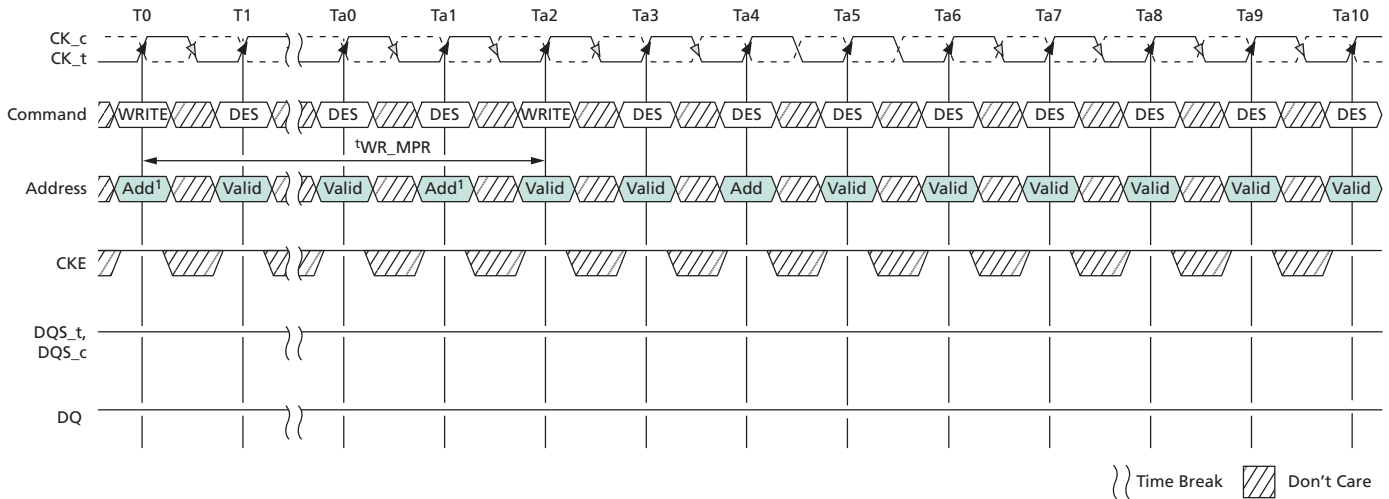 T0 T1 Ta0 Ta1 Ta2 Ta3 Ta4 Ta5 Ta6 Ta7 Ta8 Ta9 Ta10
CK_c
CK_t
Command WRITE DES DES DES WRITE DES DES DES DES DES DES DES DES
tWR_MPR
Address Add1 Valid Valid Add1 Valid Valid Add Valid Valid Valid Valid Valid Valid
CKE
DQS_t,
DQS_c
DQ
Time Break Don't Care